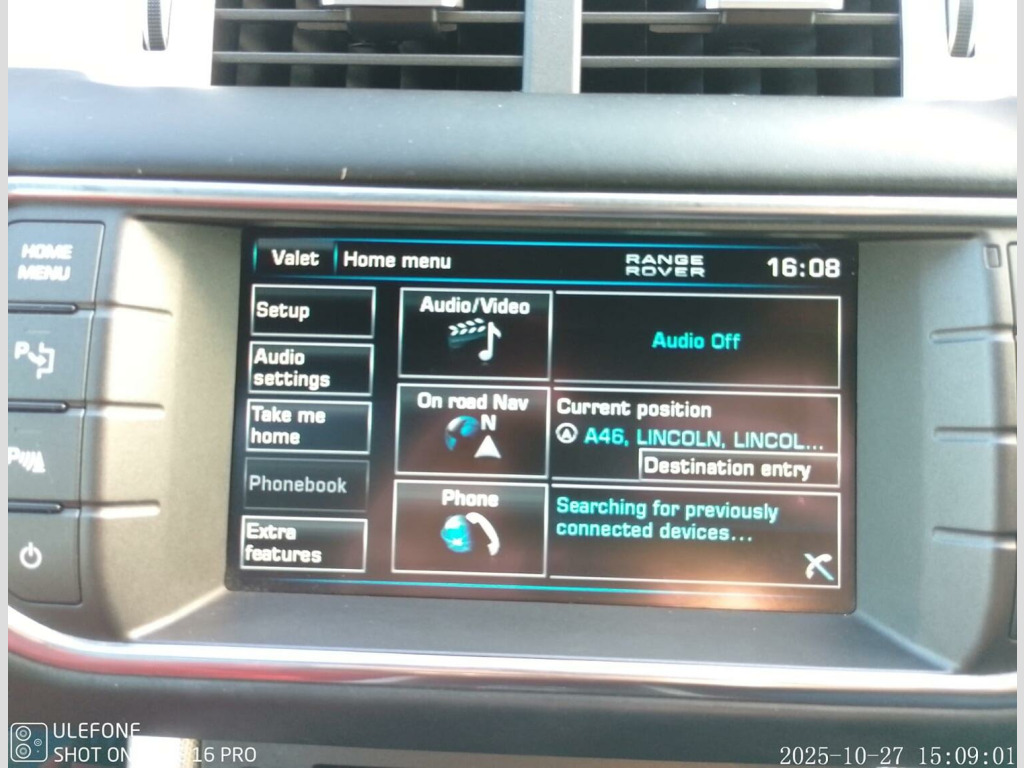 HOME
MENU
Valet
Home menu
RANGE
ROVER
16:08
Setup
Audio/Video
Audio Off
Audio
settings
On road Nav
N
Current position
A46, LINCOLN, LINCOL...
Destination entry
Take me
home
Phonebook
Phone
Searching for previously
connected devices...
Extra
features
P
P
ULEFONE
SHOT ON
16 PRO
2025-10-27 15:09:01